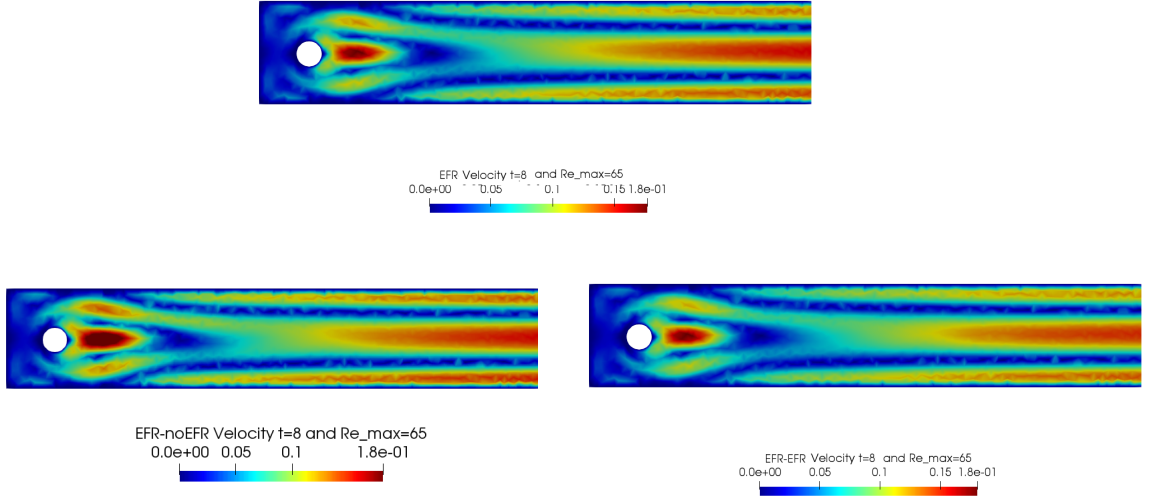 EFR Velocity t=8 and Re_max=65
0.0e+00 0.05 0.1 0.15 1.8e-01
EFR-noEFR Velocity t=8 and Re_max=65
0.0e+00 0.05 0.1 1.8e-01
EFR-EFR Velocity t=8 and Re_max=65
0.0e+00 0.05 0.1 0.15 1.8e-01